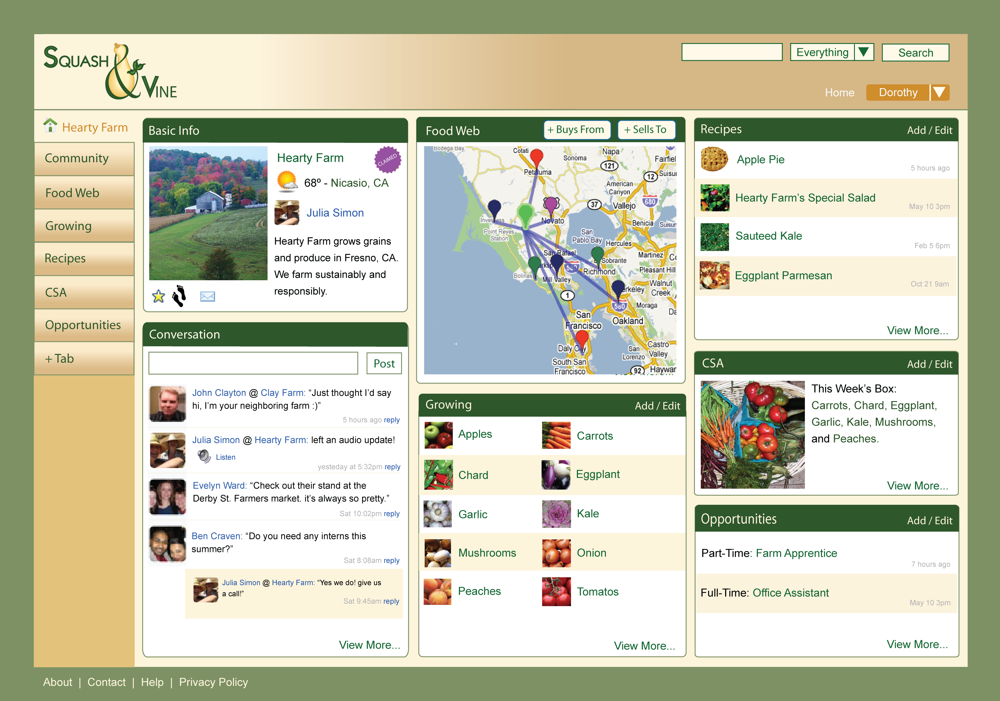 SQUASH & VINE
Everything
Search
Home
Dorothy
Hearty Farm
Community
Food Web
Growing
Recipes
CSA
Opportunities
+ Tab
Basic Info
Hearty Farm
CLAIMED
68º - Nicasio, CA
Julia Simon
Hearty Farm grows grains
and produce in Fresno, CA.
We farm sustainably and
responsibly.
Conversation
Post
John Clayton @ Clay Farm: “Just thought I’d say
hi, I’m your neighboring farm :)”
5 hours ago reply
Julia Simon @ Hearty Farm: left an audio update!
Listen
yesteday at 5:32pm reply
Evelyn Ward: “Check out their stand at the
Derby St. Farmers market. it’s always so pretty.”
Sat 10:02pm reply
Ben Craven: “Do you need any interns this
summer?”
Sat 8:08am reply
Julia Simon @ Hearty Farm: “Yes we do! give us
a call!”
Sat 9:45am reply
View More...
Food Web
+ Buys From
+ Sells To
Bodega Bay
Cotati
Napa
Sonoma
Fairfiel
121
Petaluma
12
Suisu
American
Canyon
37
Vallejo
680
Inverness
Novato
Benicia
Suisun
Point Reyes
Station
San
Pablo Bay
Hercules
San Rafael
Martinez
Co
Sobrante
580
Richmond
Pleasant Hill
Bolinas
Mill Valley
Walnut
Creek
erkeley
1
580
Moraga
Da
San
Francisco
Oakland
Daly City
San
Lorenzo
Castro
Valley
South San
Francisco
92
Haywar
Growing
Add / Edit
Apples
Carrots
Chard
Eggplant
Garlic
Kale
Mushrooms
Onion
Peaches
Tomatos
View More...
Recipes
Add / Edit
Apple Pie
5 hours ago
Hearty Farm’s Special Salad
May 10 3pm
Sauteed Kale
Feb 5 6pm
Eggplant Parmesan
Oct 21 9am
View More...
CSA
Add / Edit
This Week’s Box:
Carrots, Chard, Eggplant,
Garlic, Kale, Mushrooms,
and Peaches.
View More...
Opportunities
Add / Edit
Part-Time: Farm Apprentice
7 hours ago
Full-Time: Office Assistant
May 10 3pm
View More...
About | Contact | Help | Privacy Policy